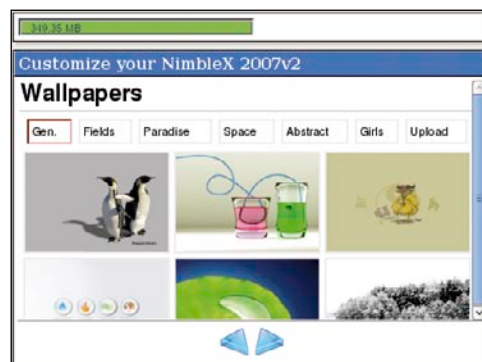 349.35 MB
Customize your NimbleX 2007v2
Wallpapers
Gen. Fields Paradise Space Abstract Girls Upload